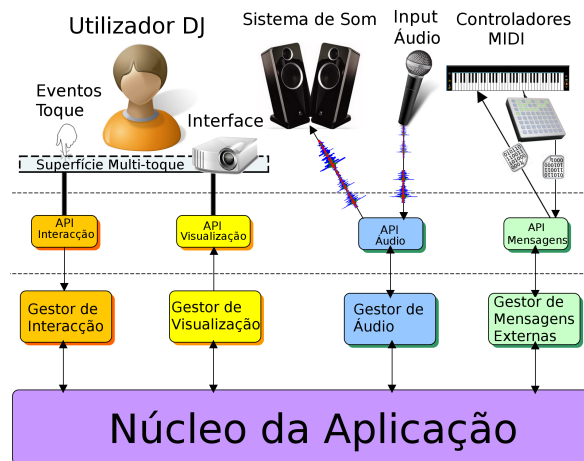 Utilizador DJ
Sistema de Som
Input
Áudio
Controladores
MIDI
Eventos
Toque
Interface
Superfície Multi-toque
API
Interacção
API
Visualização
API
Áudio
API
Mensagens
Gestor de
Interacção
Gestor de
Visualização
Gestor de
Áudio
Gestor de
Mensagens
Externas
Núcleo da Aplicação